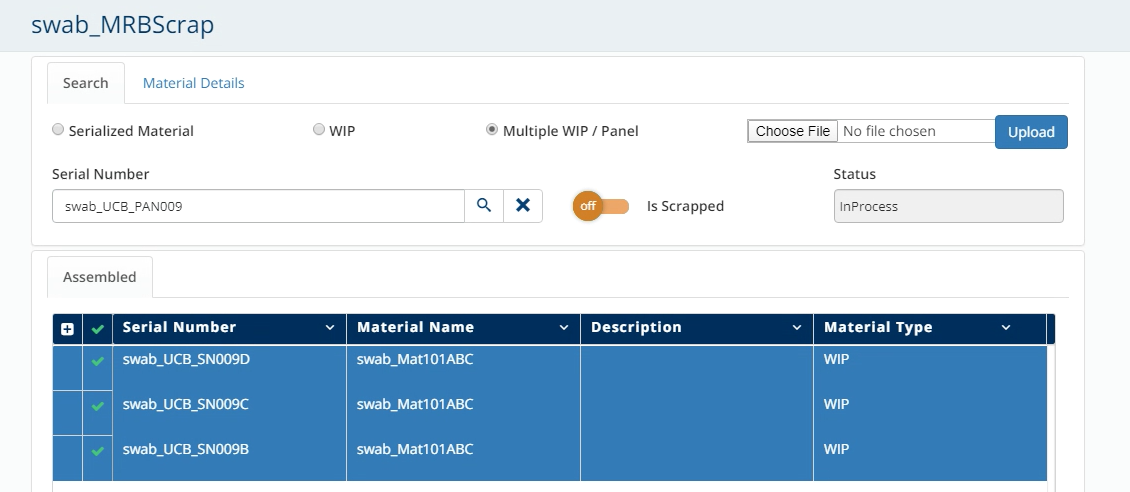 swab_MRBScrap
Search Material Details
Serialized Material WIP Multiple WIP / Panel Choose File No file chosen Upload
Serial Number Status
swab_UCB_PAN009 off Is Scrapped InProcess
Assembled
Serial Number Material Name Description Material Type
swab_UCB_SN009D swab_Mat101ABC WIP
swab_UCB_SN009C swab_Mat101ABC WIP
swab_UCB_SN009B swab_Mat101ABC WIP